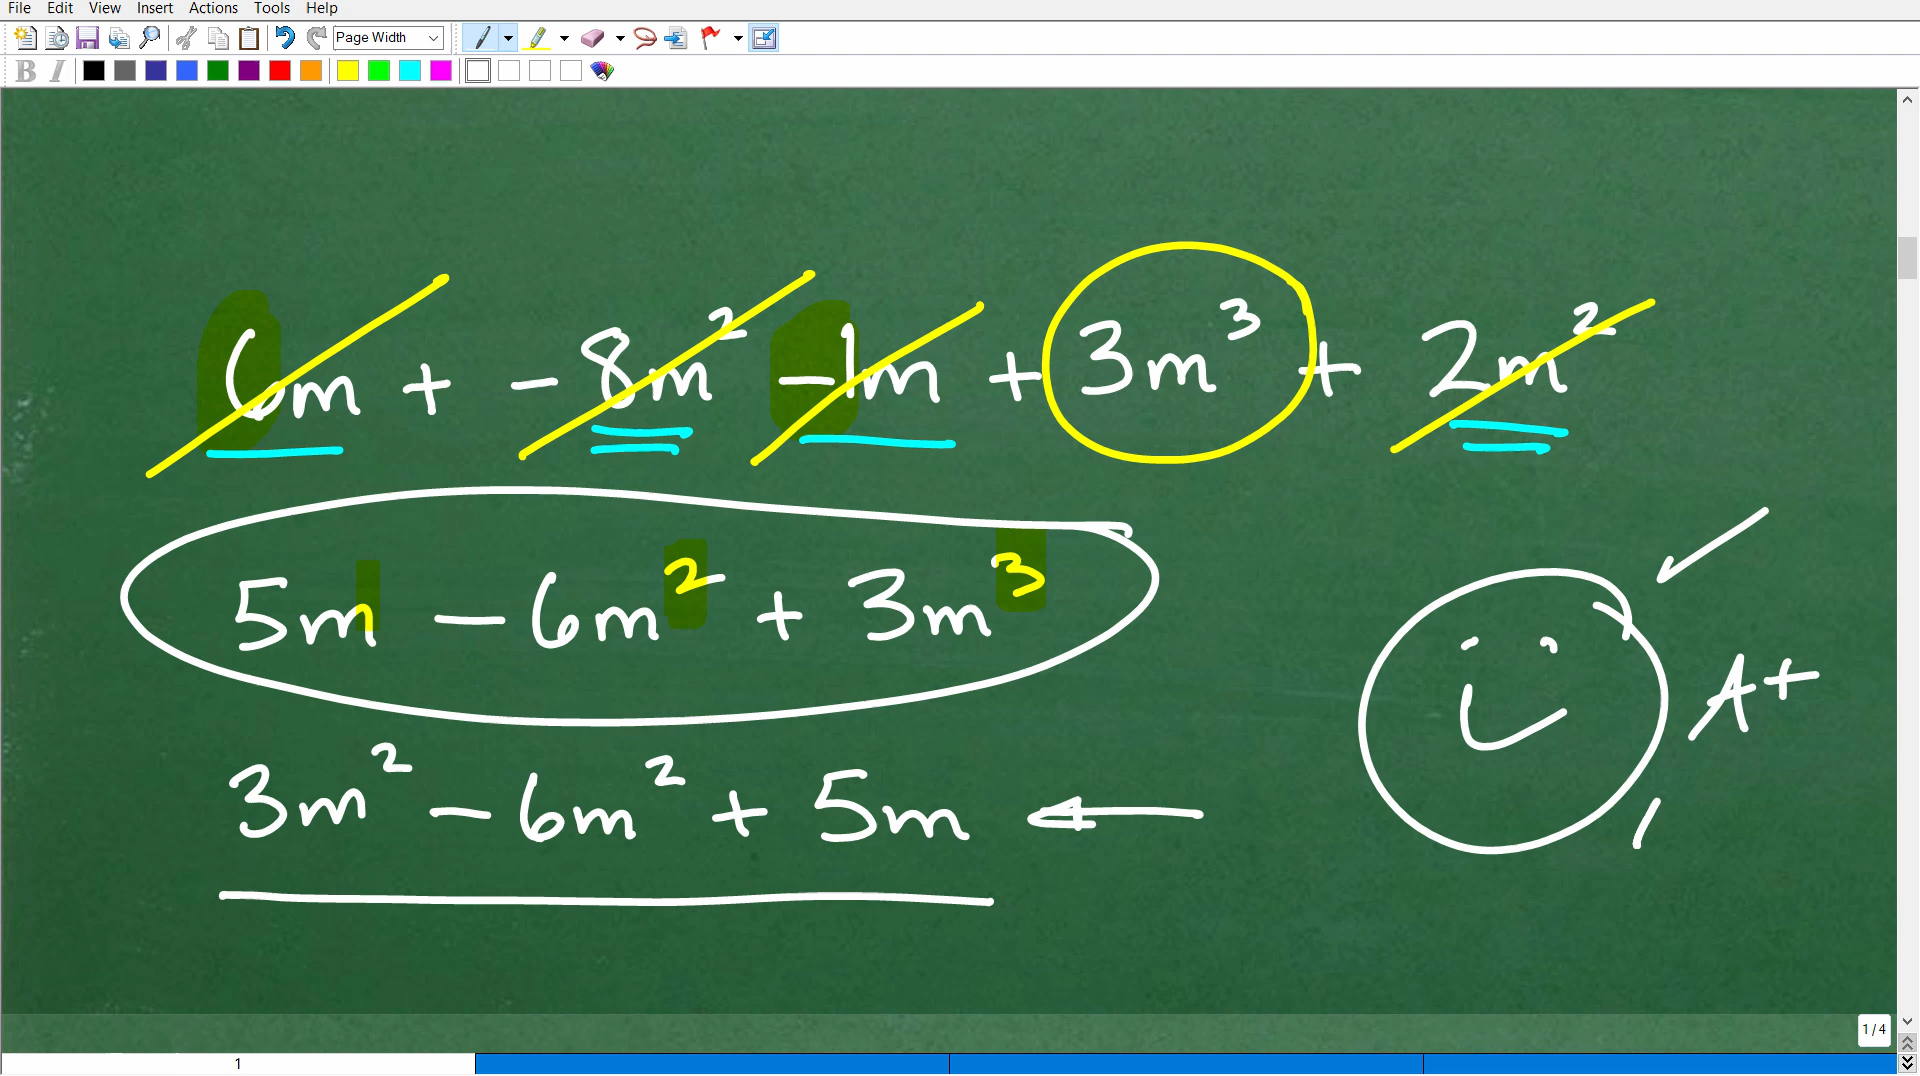 File Edit View Insert Actions Tools Help
Page Width
B I
6m + -8m² -1m + 3m³ + 2m²
5m - 6m² + 3m³
3m² - 6m² + 5m
A+
1 / 4
1